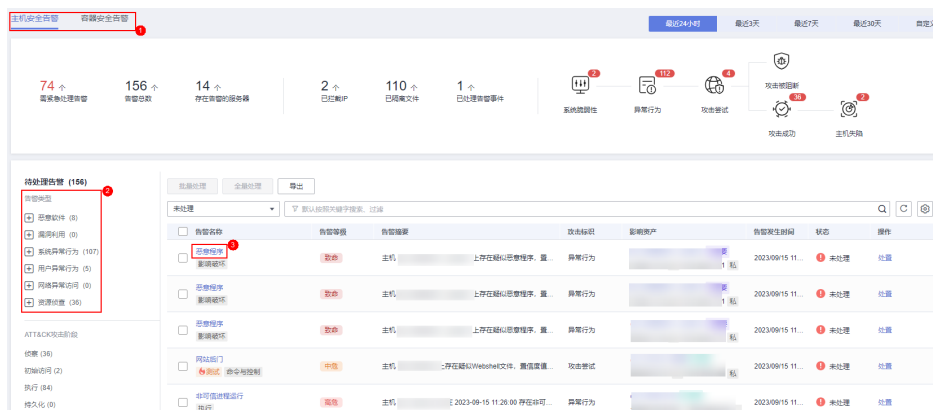 主机安全告警 容器安全告警
1
最近24小时 最近3天 最近7天 最近30天 自定义
74 个
需紧急处理告警
156 个
告警总数
14 个
存在告警的服务器
2 个
已拦截IP
110 个
已隔离文件
1 个
已处理告警事件
2
系统脆弱性
112
异常行为
4
攻击尝试
攻击被阻断
36
攻击成功
2
主机失陷
待处理告警 (156)
告警类型
2
恶意软件 (8)
漏洞利用 (0)
系统异常行为 (107)
用户异常行为 (5)
网络异常访问 (0)
资源侦查 (36)
ATT&CK攻击阶段
侦察 (36)
初始访问 (2)
执行 (84)
持久化 (0)
批量处理 全量处理 导出
未处理 默认按照关键字搜索、过滤
告警名称 告警等级 告警摘要 攻击标识 影响资产 告警发生时间 状态 操作
3
恶意程序 致命 主机 上存在疑似恶意程序，置... 异常行为 2023/09/15 11... 未处理 处置
影响破坏 1 私
恶意程序 致命 主机 上存在疑似恶意程序，置... 异常行为 2023/09/15 11... 未处理 处置
影响破坏 1 私
恶意程序 致命 主机 上存在疑似恶意程序，置... 异常行为 2023/09/15 11... 未处理 处置
影响破坏 私
网站后门 中危 主机 上存在疑似Webshell文件，置信度值... 攻击尝试 2023/09/15 11... 未处理 处置
测试 命令与控制 私
非可信进程运行 高危 主机 在 2023-09-15 11:26:00 存在非可... 异常行为 2023/09/15 11... 未处理 处置
执行